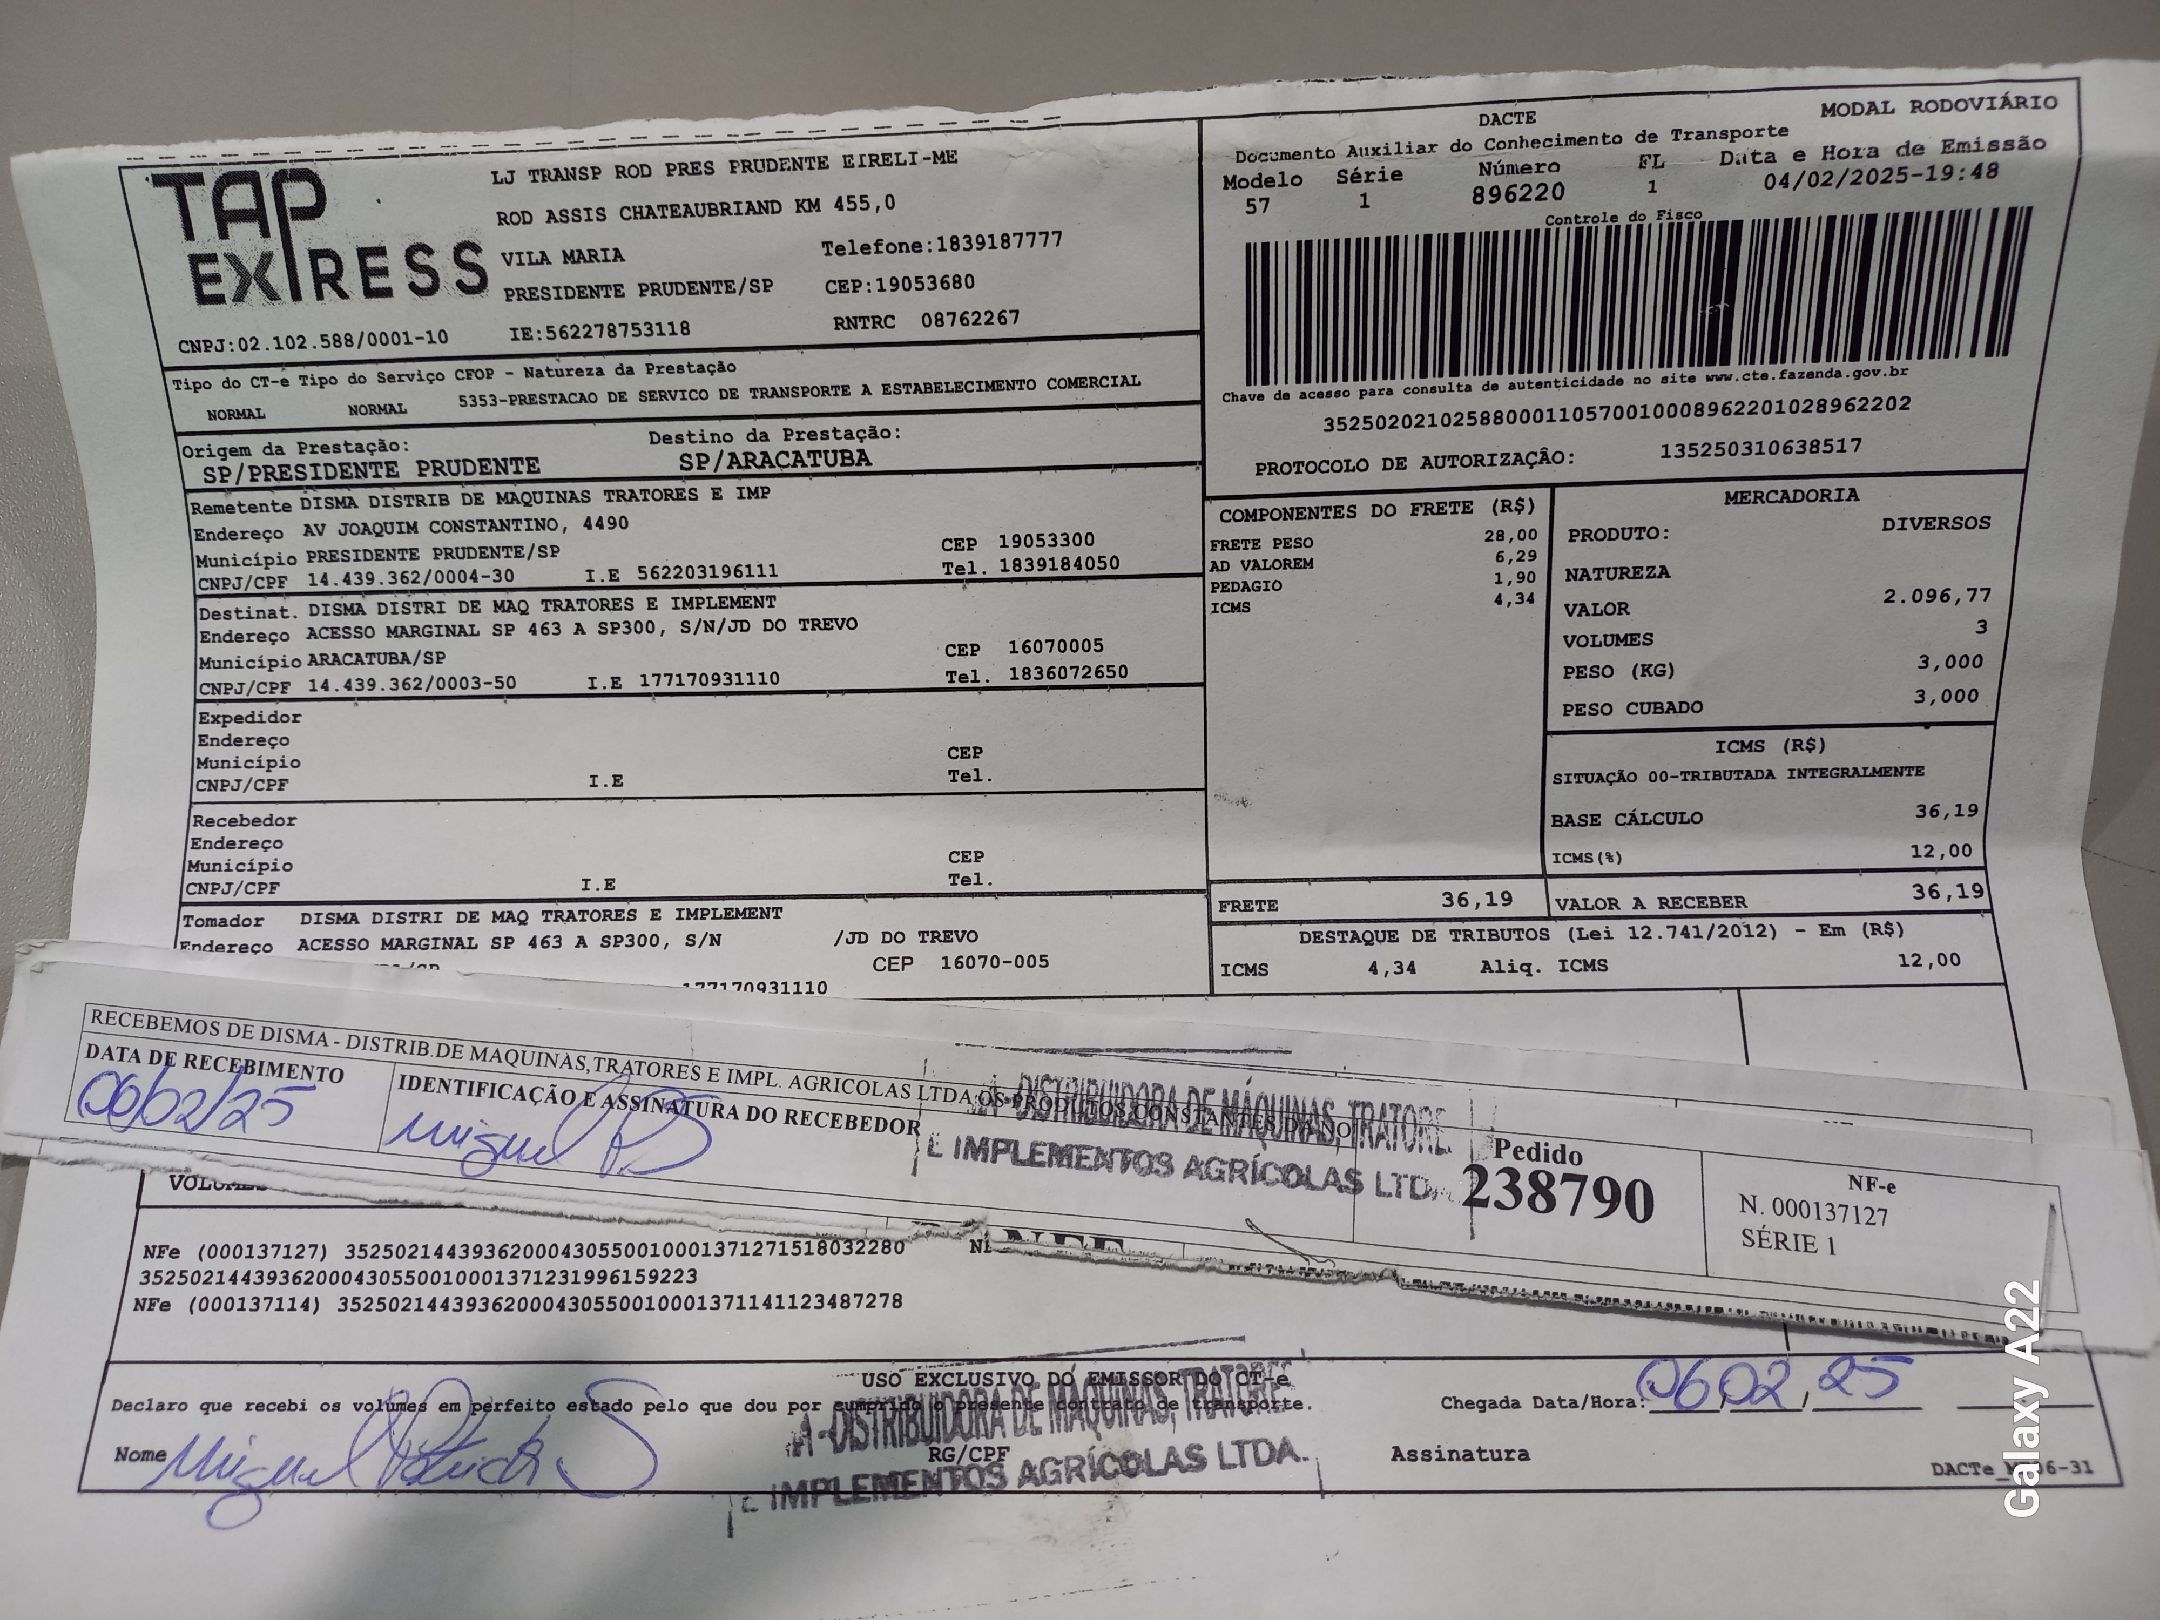 TAP EXPRESS
LJ TRANSP ROD PRES PRUDENTE EIRELI-ME
ROD ASSIS CHATEAUBRIAND KM 455,0
VILA MARIA Telefone:1839187777
PRESIDENTE PRUDENTE/SP CEP:19053680
CNPJ:02.102.588/0001-10 IE:562278753118 RNTRC 08762267
DACTE MODAL RODOVIÁRIO
Documento Auxiliar do Conhecimento de Transporte
Modelo Série Número FL Data e Hora de Emissão
57 1 896220 1 04/02/2025-19:48
Controle do Fisco
Chave de acesso para consulta de autenticidade no site www.cte.fazenda.gov.br
35250202102588000110570010008962201028962202
PROTOCOLO DE AUTORIZAÇÃO: 135250310638517
Tipo do CT-e Tipo do Serviço CFOP - Natureza da Prestação
NORMAL NORMAL 5353-PRESTACAO DE SERVICO DE TRANSPORTE A ESTABELECIMENTO COMERCIAL
Origem da Prestação: Destino da Prestação:
SP/PRESIDENTE PRUDENTE SP/ARACATUBA
Remetente DISMA DISTRIB DE MAQUINAS TRATORES E IMP
Endereço AV JOAQUIM CONSTANTINO, 4490
Município PRESIDENTE PRUDENTE/SP CEP 19053300
CNPJ/CPF 14.439.362/0004-30 I.E 562203196111 Tel. 1839184050
Destinat. DISMA DISTRI DE MAQ TRATORES E IMPLEMENT
Endereço ACESSO MARGINAL SP 463 A SP300, S/N/JD DO TREVO
Município ARACATUBA/SP CEP 16070005
CNPJ/CPF 14.439.362/0003-50 I.E 177170931110 Tel. 1836072650
Expedidor
Endereço
Município CEP
CNPJ/CPF I.E Tel.
Recebedor
Endereço
Município CEP
CNPJ/CPF I.E Tel.
Tomador DISMA DISTRI DE MAQ TRATORES E IMPLEMENT
Endereço ACESSO MARGINAL SP 463 A SP300, S/N /JD DO TREVO
CEP 16070-005
177170931110
COMPONENTES DO FRETE (R$)
FRETE PESO 28,00
AD VALOREM 6,29
PEDAGIO 1,90
ICMS 4,34
MERCADORIA
PRODUTO: DIVERSOS
NATUREZA
VALOR 2.096,77
VOLUMES 3
PESO (KG) 3,000
PESO CUBADO 3,000
ICMS (R$)
SITUAÇÃO 00-TRIBUTADA INTEGRALMENTE
BASE CÁLCULO 36,19
ICMS(%) 12,00
FRETE 36,19 VALOR A RECEBER 36,19
DESTAQUE DE TRIBUTOS (Lei 12.741/2012) - Em (R$)
ICMS 4,34 Aliq. ICMS 12,00
RECEBEMOS DE DISMA - DISTRIB.DE MAQUINAS,TRATORES E IMPL. AGRICOLAS LTDA OS PRODUTOS CONSTANTES DA NO
DATA DE RECEBIMENTO IDENTIFICAÇÃO E ASSINATURA DO RECEBEDOR
06/02/25 Miguel
A - DISTRIBUIDORA DE MÁQUINAS, TRATORE
E IMPLEMENTOS AGRÍCOLAS LTDA
Pedido
238790
NF-e
N. 000137127
SÉRIE 1
NFe (000137127) 35250214439362000430550010001371271518032280
35250214439362000430550010001371231996159223
NFe (000137114) 35250214439362000430550010001371141123487278
USO EXCLUSIVO DO EMISSOR DO CT-e
Declaro que recebi os volumes em perfeito estado pelo que dou por cumprido o presente contrato de transporte. Chegada Data/Hora: 06/02/25
Nome Miguel RG/CPF Assinatura
A - DISTRIBUIDORA DE MÁQUINAS, TRATORE
E IMPLEMENTOS AGRÍCOLAS LTDA.
Galaxy A22